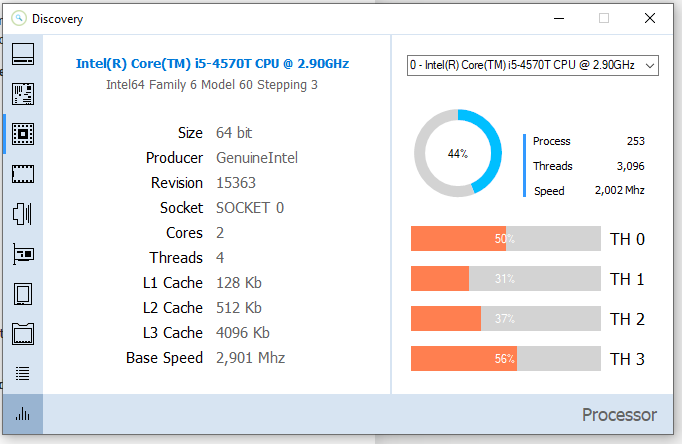 Discovery
Intel(R) Core(TM) i5-4570T CPU @ 2.90GHz
Intel64 Family 6 Model 60 Stepping 3
Size 64 bit
Producer GenuineIntel
Revision 15363
Socket SOCKET 0
Cores 2
Threads 4
L1 Cache 128 Kb
L2 Cache 512 Kb
L3 Cache 4096 Kb
Base Speed 2,901 Mhz
0 - Intel(R) Core(TM) i5-4570T CPU @ 2.90GHz
44%
Process 253
Threads 3,096
Speed 2,002 Mhz
50% TH 0
31% TH 1
37% TH 2
56% TH 3
Processor